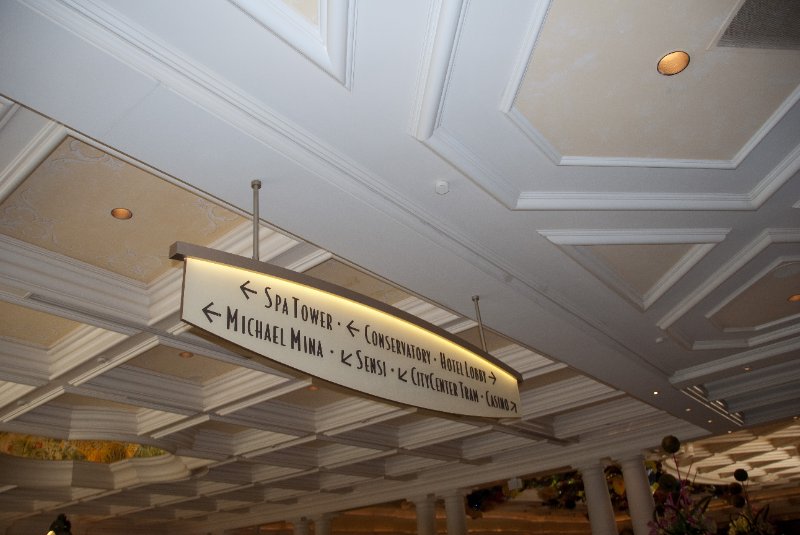 ← SPA TOWER · ← CONSERVATORY · HOTEL LOBBY →
← MICHAEL MINA · ↙ SENSI · ↙ CITYCENTER TRAM · CASINO ↗